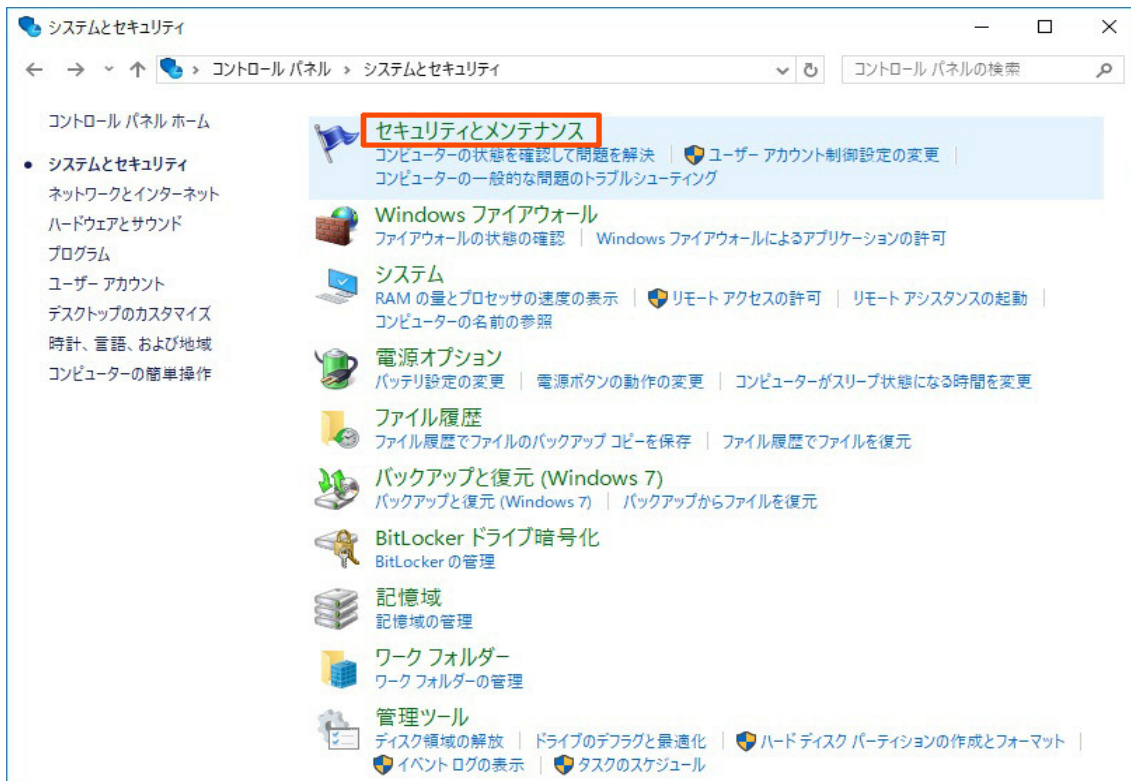 システムとセキュリティ
コントロール パネル › システムとセキュリティ
コントロール パネルの検索
コントロール パネル ホーム
システムとセキュリティ
ネットワークとインターネット
ハードウェアとサウンド
プログラム
ユーザー アカウント
デスクトップのカスタマイズ
時計、言語、および地域
コンピューターの簡単操作
セキュリティとメンテナンス
コンピューターの状態を確認して問題を解決 | ユーザー アカウント制御設定の変更 |
コンピューターの一般的な問題のトラブルシューティング
Windows ファイアウォール
ファイアウォールの状態の確認 | Windows ファイアウォールによるアプリケーションの許可
システム
RAM の量とプロセッサの速度の表示 | リモート アクセスの許可 | リモート アシスタンスの起動 |
コンピューターの名前の参照
電源オプション
バッテリ設定の変更 | 電源ボタンの動作の変更 | コンピューターがスリープ状態になる時間を変更
ファイル履歴
ファイル履歴でファイルのバックアップ コピーを保存 | ファイル履歴でファイルを復元
バックアップと復元 (Windows 7)
バックアップと復元 (Windows 7) | バックアップからファイルを復元
BitLocker ドライブ暗号化
BitLocker の管理
記憶域
記憶域の管理
ワーク フォルダー
ワーク フォルダーの管理
管理ツール
ディスク領域の解放 | ドライブのデフラグと最適化 | ハード ディスク パーティションの作成とフォーマット |
イベント ログの表示 | タスクのスケジュール